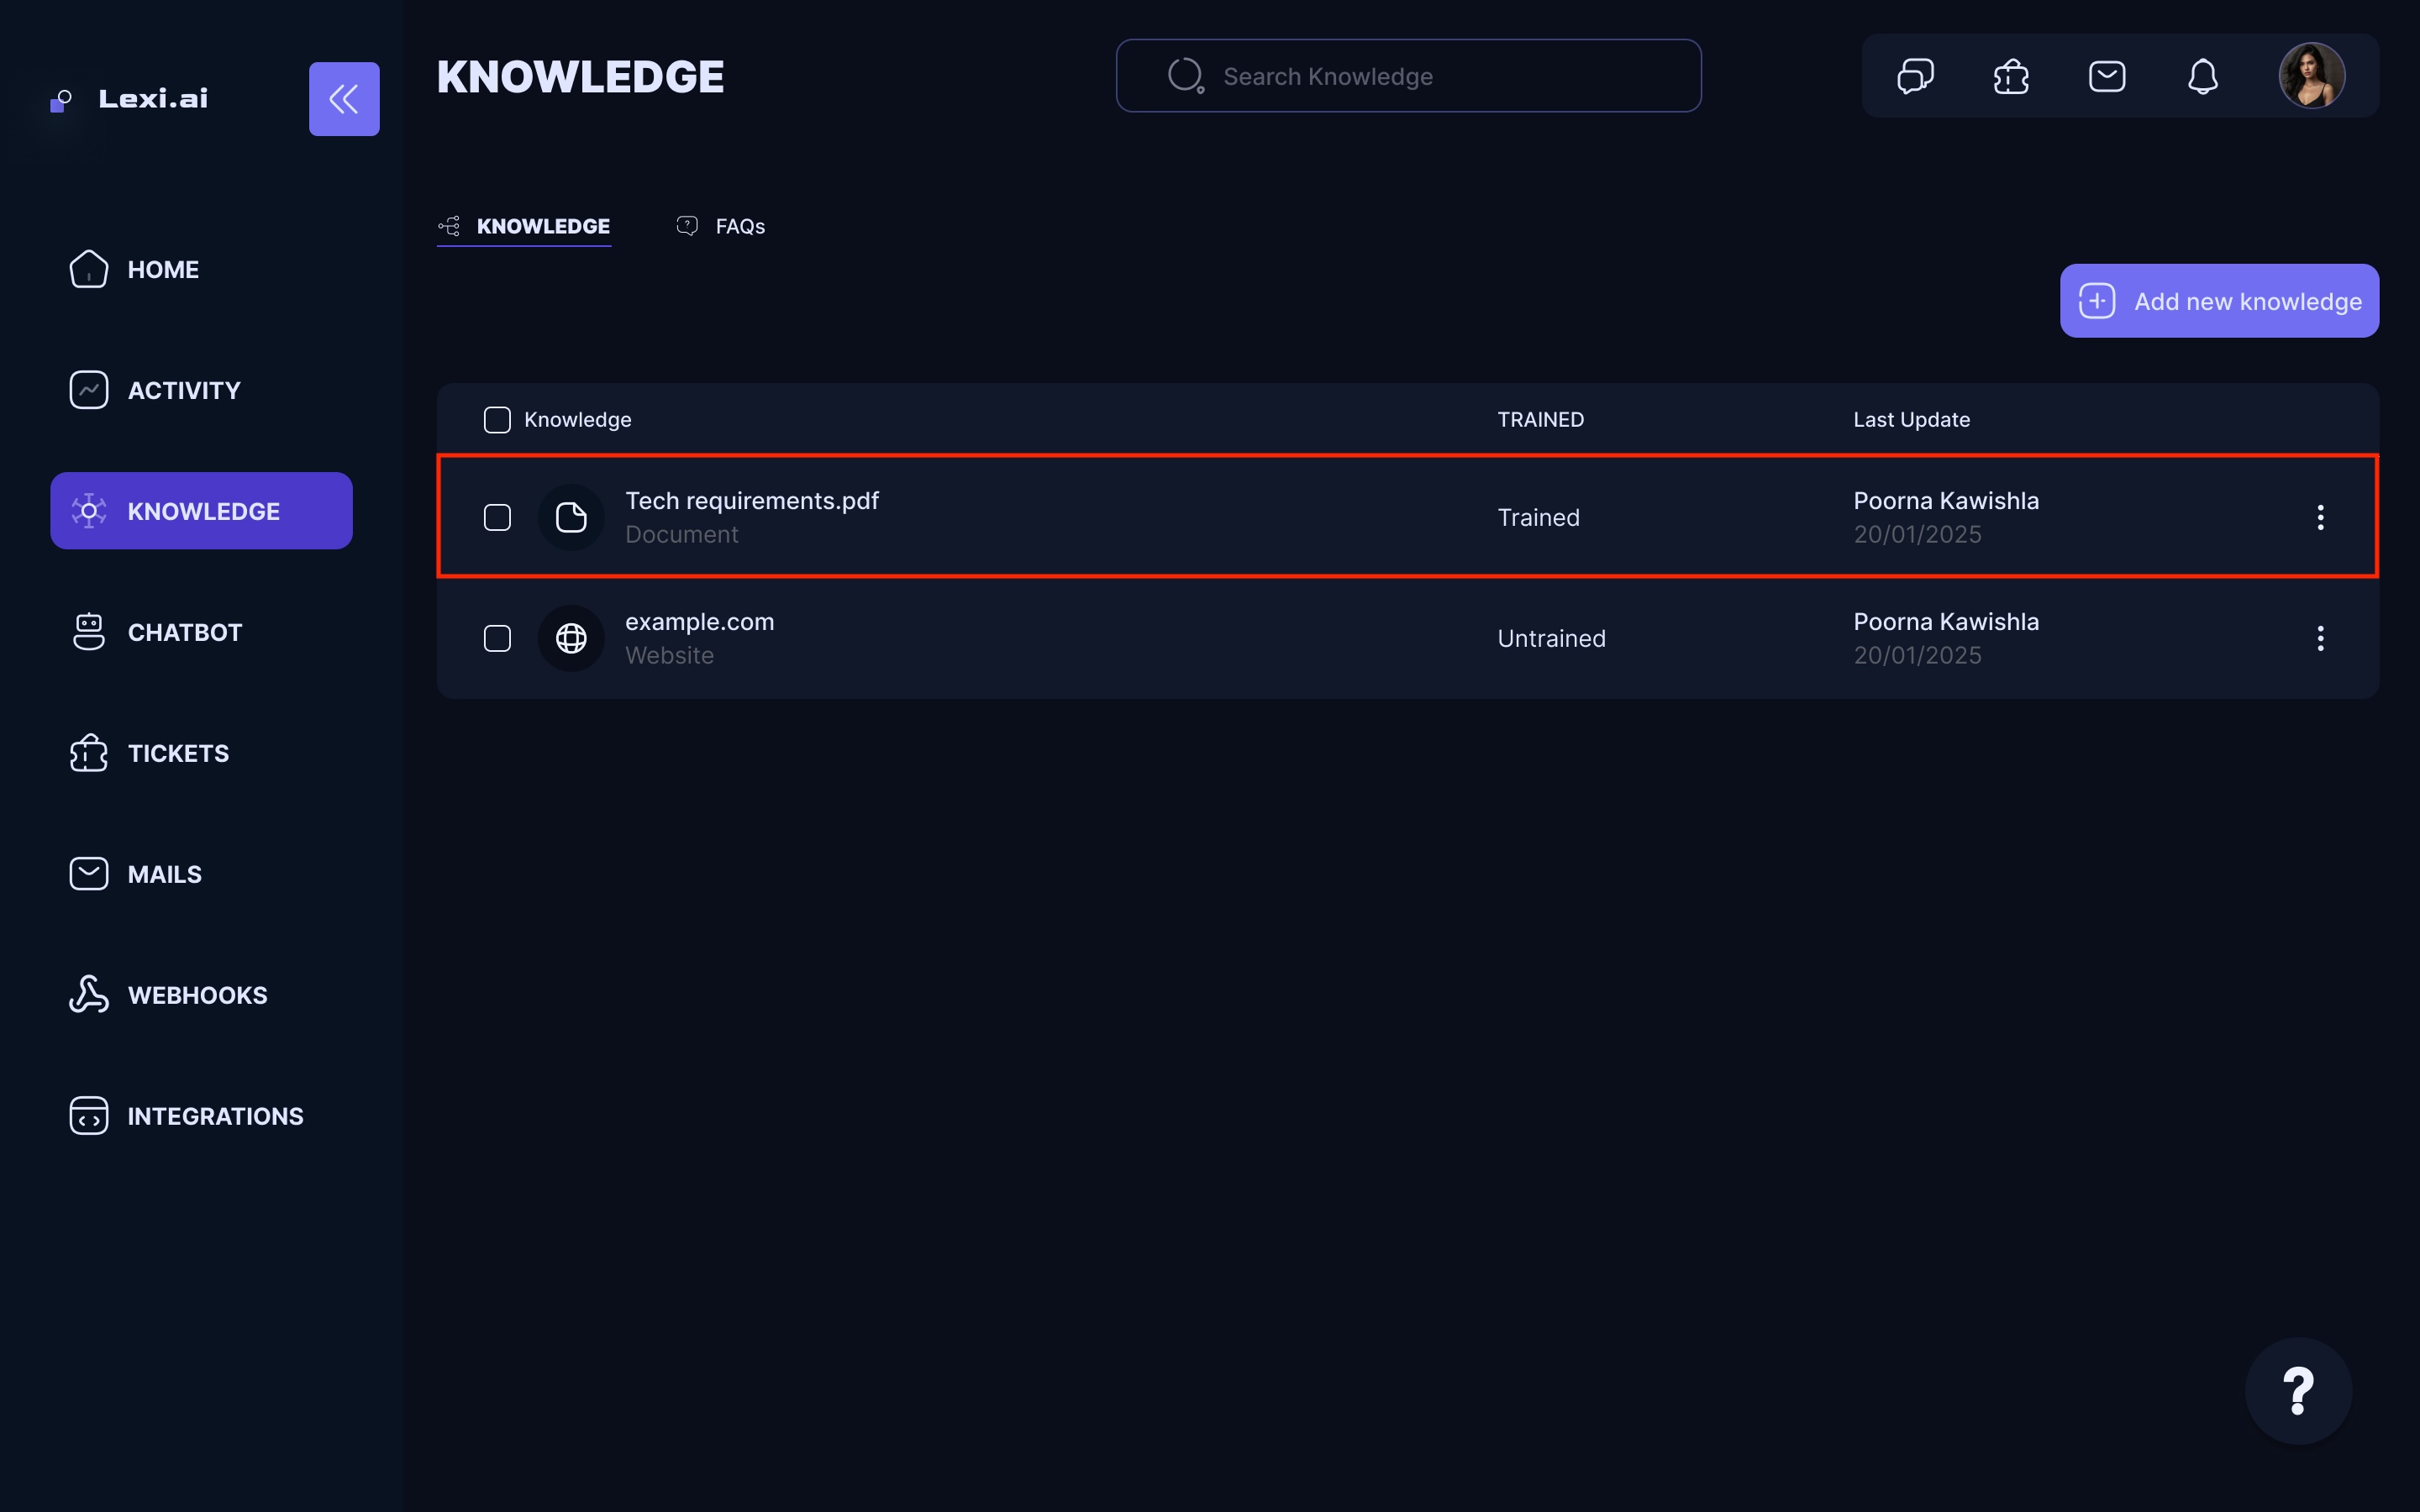 Lexi.ai
KNOWLEDGE
Search Knowledge
HOME
ACTIVITY
KNOWLEDGE
CHATBOT
TICKETS
MAILS
WEBHOOKS
INTEGRATIONS
KNOWLEDGE
FAQs
Add new knowledge
Knowledge
TRAINED
Last Update
Tech requirements.pdf
Document
Trained
Poorna Kawishla
20/01/2025
example.com
Website
Untrained
Poorna Kawishla
20/01/2025
?